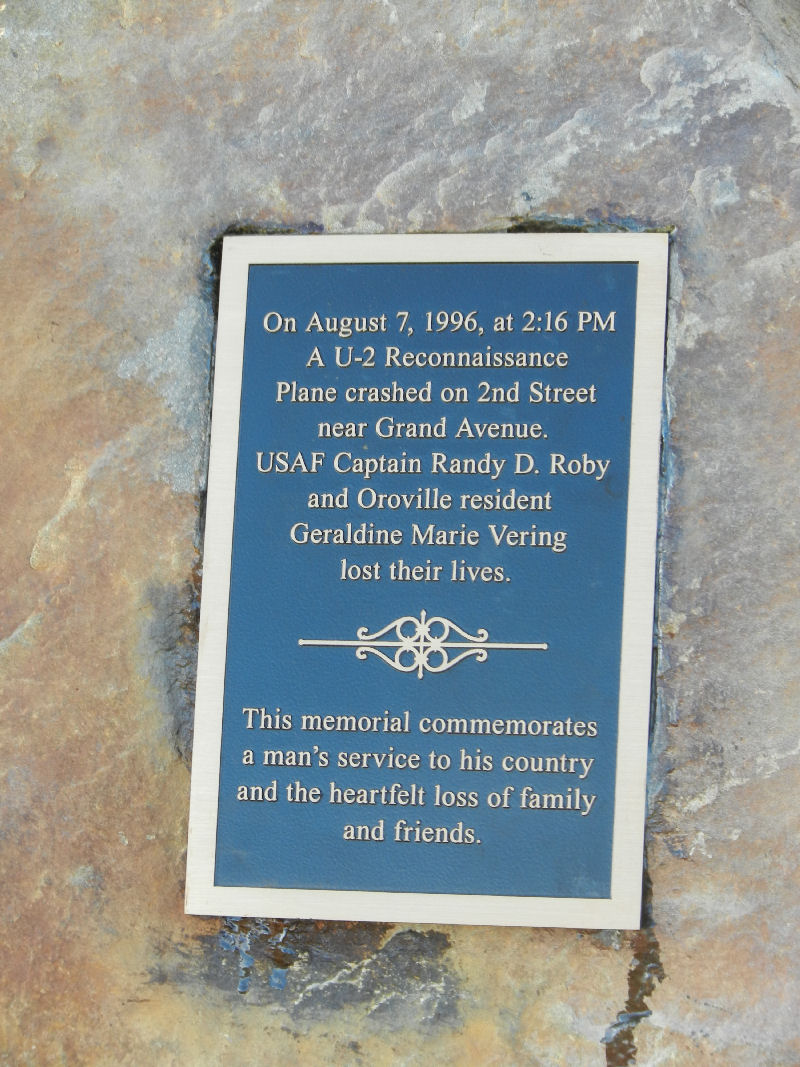 On August 7, 1996, at 2:16 PM
A U-2 Reconnaissance
Plane crashed on 2nd Street
near Grand Avenue.
USAF Captain Randy D. Roby
and Oroville resident
Geraldine Marie Vering
lost their lives.
This memorial commemorates
a man's service to his country
and the heartfelt loss of family
and friends.